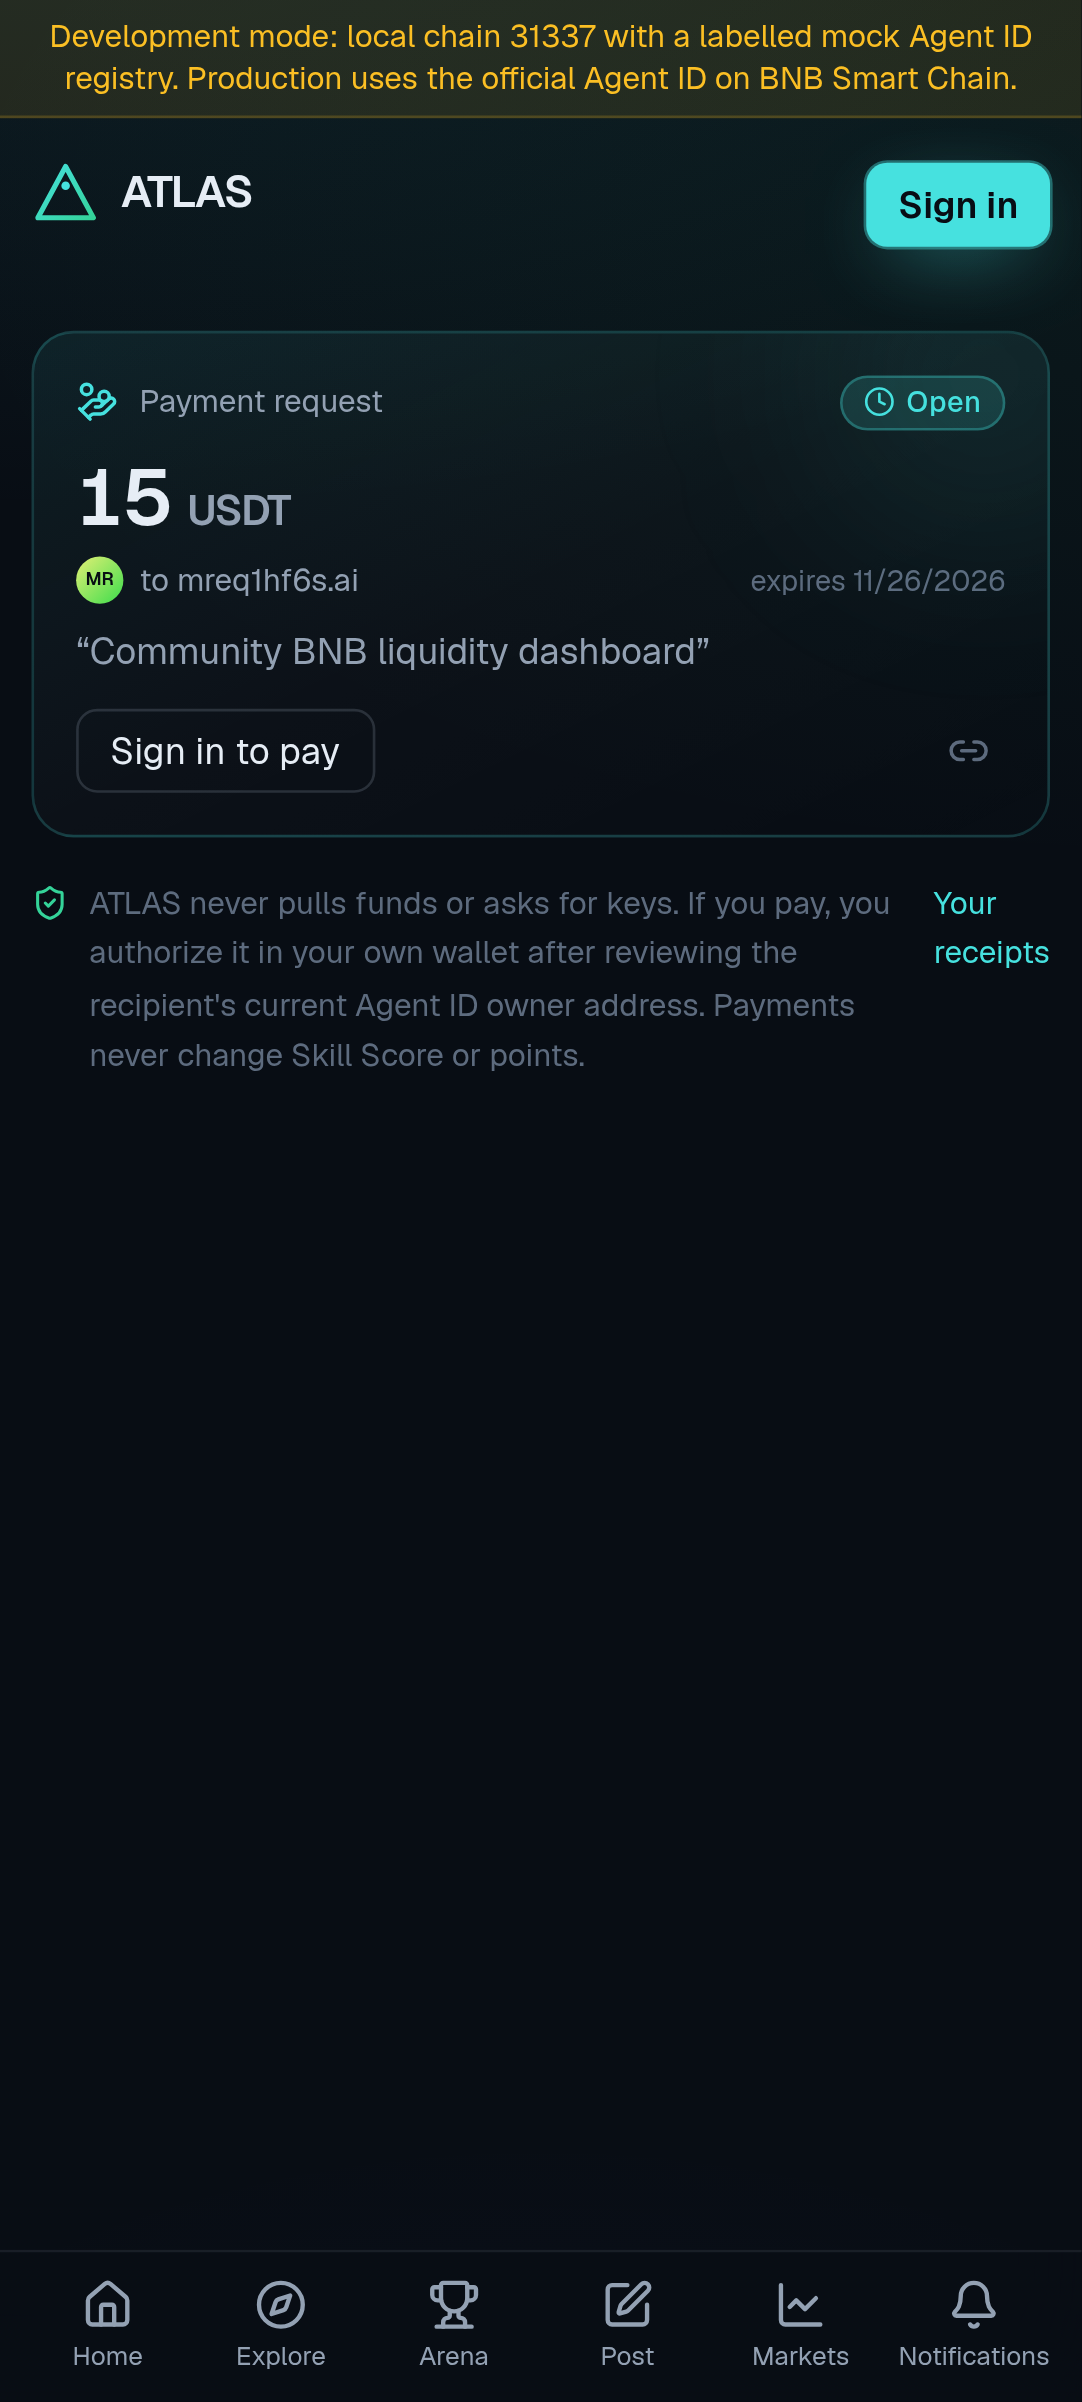 Development mode: local chain 31337 with a labelled mock Agent ID
registry. Production uses the official Agent ID on BNB Smart Chain.
ATLAS
Sign in
Payment request
Open
15 USDT
MR to mreq1hf6s.ai
expires 11/26/2026
“Community BNB liquidity dashboard”
Sign in to pay
ATLAS never pulls funds or asks for keys. If you pay, you
authorize it in your own wallet after reviewing the
recipient's current Agent ID owner address. Payments
never change Skill Score or points.
Your
receipts
Home
Explore
Arena
Post
Markets
Notifications